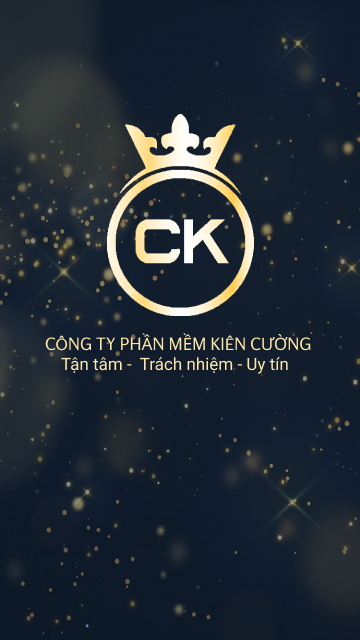 CK
CÔNG TY PHẦN MỀM KIÊN CƯỜNG
Tận tâm - Trách nhiệm - Uy tín